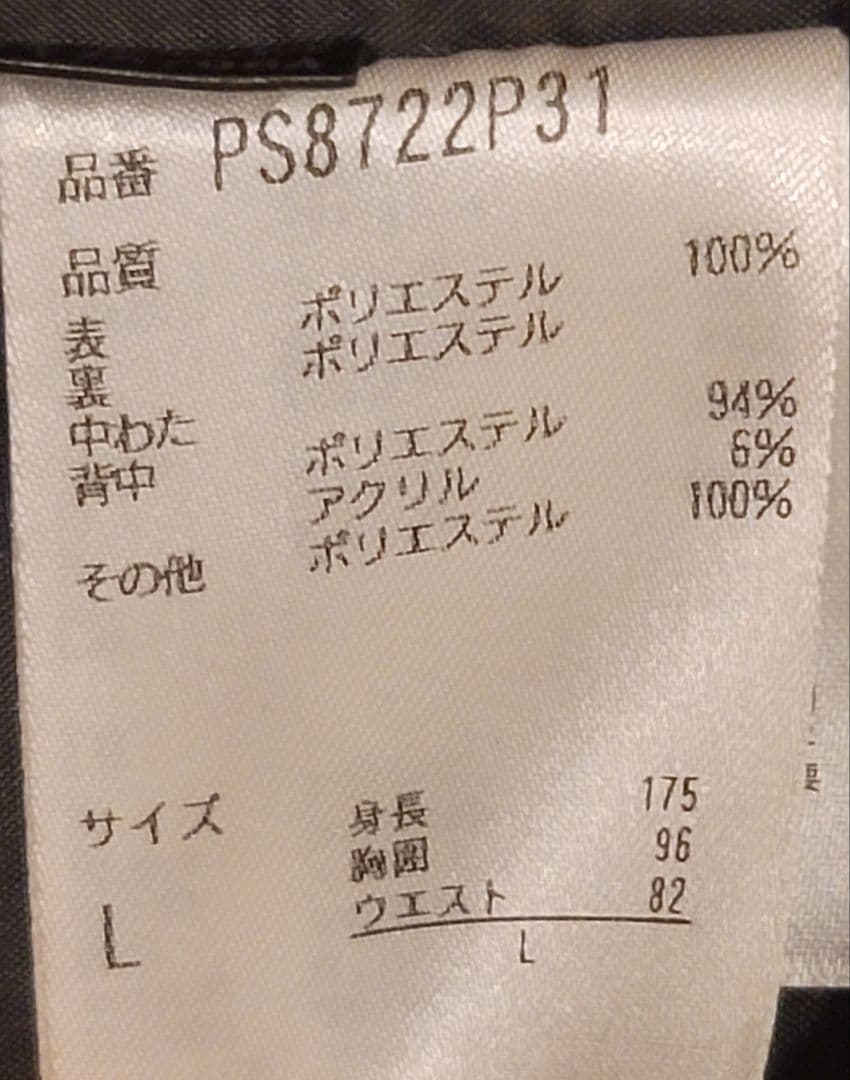 品番 PS8722P31
品質
表 ポリエステル 100%
裏 ポリエステル
中わた
背中 ポリエステル 94%
アクリル 6%
その他 ポリエステル 100%
サイズ 身長 175
胸囲 96
ウエスト 82
L L
要